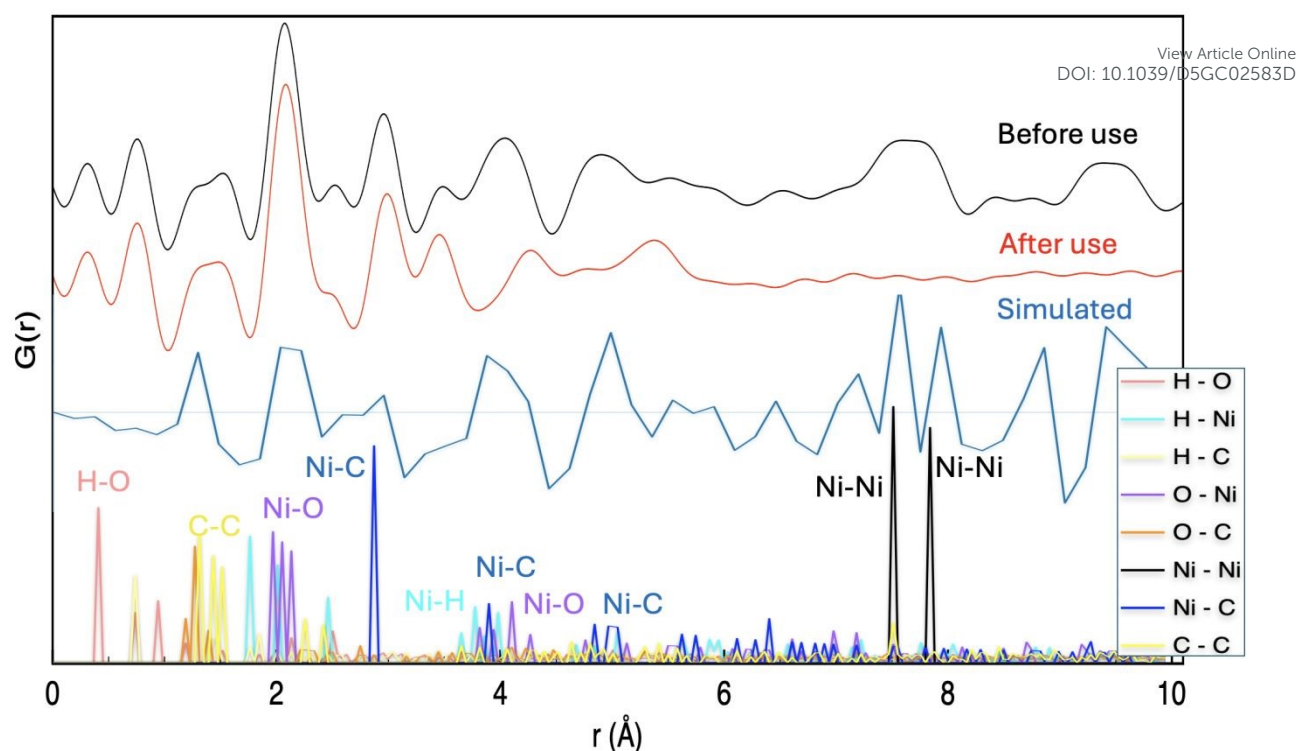 View Article Online
DOI: 10.1039/D5GC02583D
Before use
After use
Simulated
G(r)
H-O
C-C
Ni-O
Ni-C
Ni-H
Ni-C
Ni-O
Ni-C
Ni-Ni
Ni-Ni
H - O
H - Ni
H - C
O - Ni
O - C
Ni - Ni
Ni - C
C - C
0 2 4 6 8 10
r (Å)